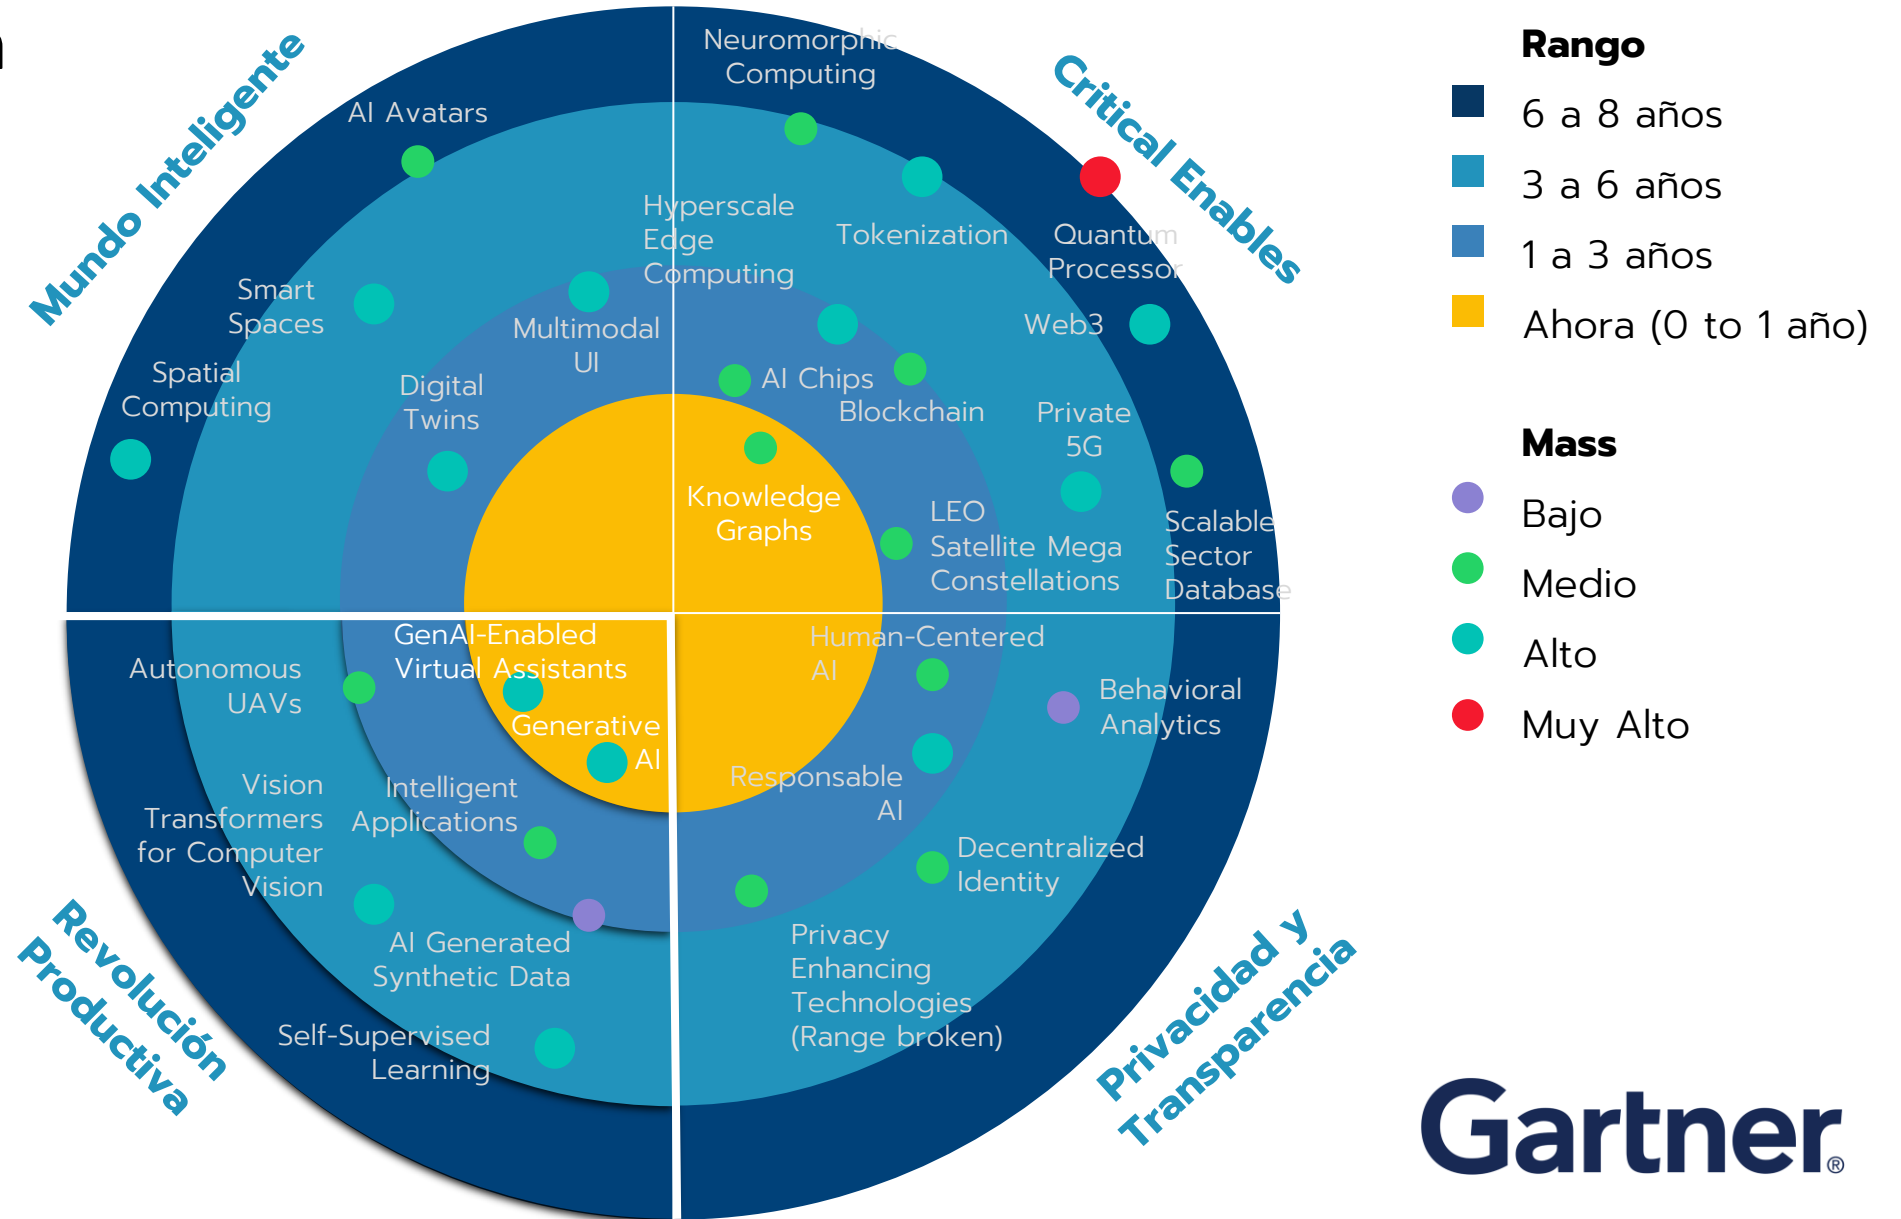 Mundo Inteligente
Critical Enables
Revolución
Productiva
Privacidad y
Transparencia
Neuromorphic
Computing
AI Avatars
Hyperscale
Edge
Computing
Tokenization
Quantum
Processor
Smart
Spaces
Multimodal
UI
Web3
Spatial
Computing
Digital
Twins
AI Chips
Blockchain
Private
5G
Knowledge
Graphs
LEO
Satellite Mega
Constellations
Scalable
Sector
Database
GenAI-Enabled
Virtual Assistants
Autonomous
UAVs
Generative
AI
Intelligent
Applications
Vision
Transformers
for Computer
Vision
AI Generated
Synthetic Data
Self-Supervised
Learning
Human-Centered
AI
Behavioral
Analytics
Responsable
AI
Decentralized
Identity
Privacy
Enhancing
Technologies
(Range broken)
Rango
6 a 8 años
3 a 6 años
1 a 3 años
Ahora (0 to 1 año)
Mass
Bajo
Medio
Alto
Muy Alto
Gartner®